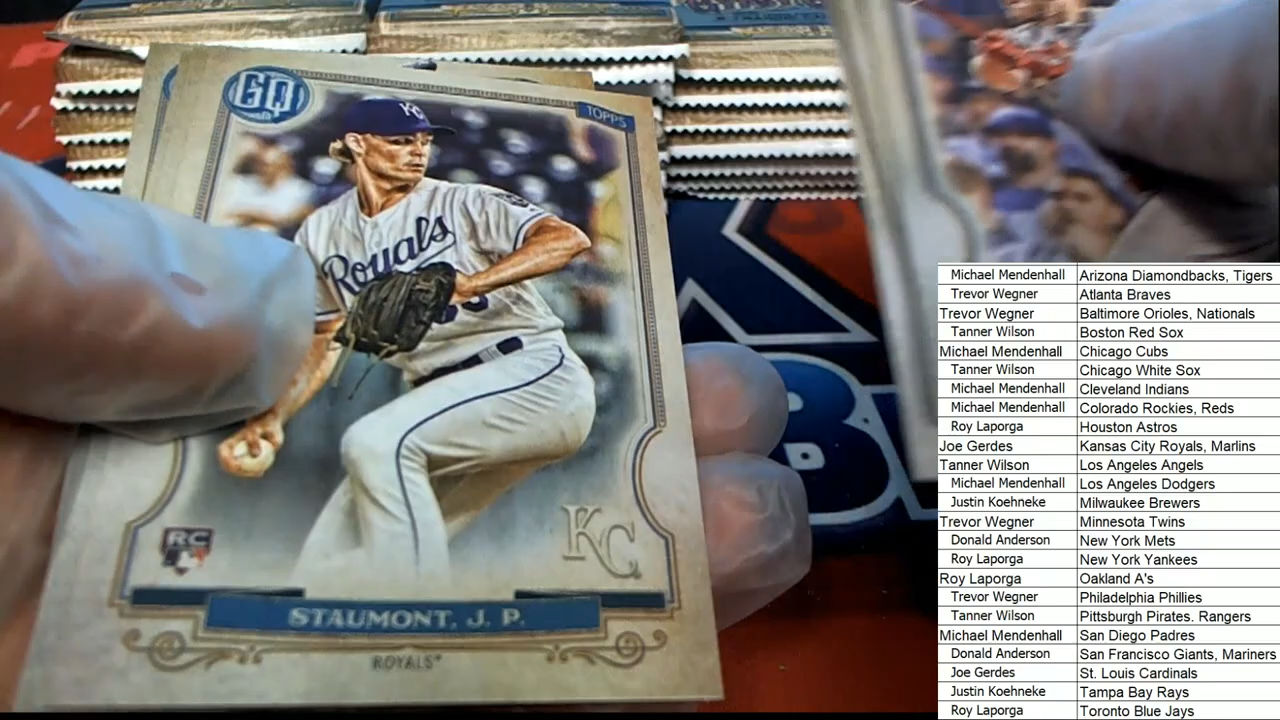 GQ
TOPPS
KC
Royals
RC
KC
STAUMONT, J. P.
ROYALS
Michael Mendenhall Arizona Diamondbacks, Tigers
Trevor Wegner Atlanta Braves
Trevor Wegner Baltimore Orioles, Nationals
Tanner Wilson Boston Red Sox
Michael Mendenhall Chicago Cubs
Tanner Wilson Chicago White Sox
Michael Mendenhall Cleveland Indians
Michael Mendenhall Colorado Rockies, Reds
Roy Laporga Houston Astros
Joe Gerdes Kansas City Royals, Marlins
Tanner Wilson Los Angeles Angels
Michael Mendenhall Los Angeles Dodgers
Justin Koehneke Milwaukee Brewers
Trevor Wegner Minnesota Twins
Donald Anderson New York Mets
Roy Laporga New York Yankees
Roy Laporga Oakland A's
Trevor Wegner Philadelphia Phillies
Tanner Wilson Pittsburgh Pirates. Rangers
Michael Mendenhall San Diego Padres
Donald Anderson San Francisco Giants, Mariners
Joe Gerdes St. Louis Cardinals
Justin Koehneke Tampa Bay Rays
Roy Laporga Toronto Blue Jays